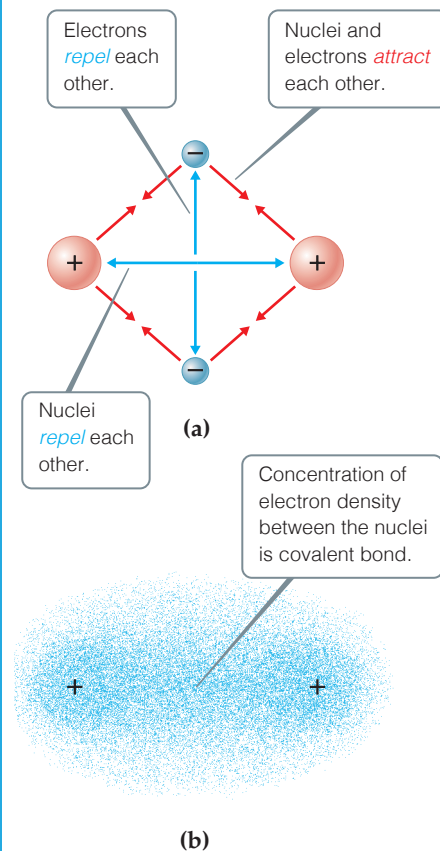 Electrons
repel each
other.
Nuclei and
electrons attract
each other.
−
+
+
−
Nuclei
repel each
other.
(a)
Concentration of
electron density
between the nuclei
is covalent bond.
+
+
(b)